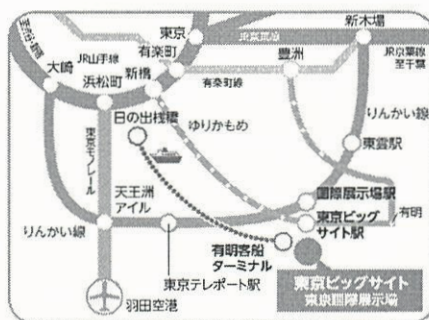 東京
新木場
JR山手線
有楽町
JR京葉線
豊洲
JR京葉線
至千葉
大崎
新橋
浜松町
有楽町線
日の出桟橋
りんかい線
ゆりかもめ
東雲駅
東京モノレール
天王洲
アイル
国際展示場駅
東京ビッグ
サイト駅
有明
りんかい線
有明客船
ターミナル
東京テレポート駅
東京ビッグサイト
東京国際展示場
羽田空港